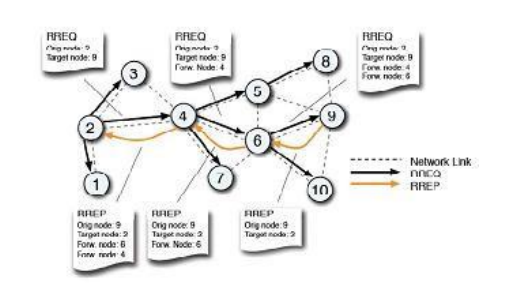 RREQ
Orig node: 2
Target node: 9
RREQ
Orig node: 2
Target node: 9
Forw. Node: 4
RREQ
Orig node: 2
Target node: 9
Forw. node: 4
Forw. node: 6
3
8
5
2
4
9
6
1
7
10
Network Link
RREQ
RREP
RREP
Orig node: 9
Target node: 2
Forw. node: 6
Forw. node: 4
RREP
Orig node: 9
Target node: 2
Forw. Node: 6
RREP
Orig node: 9
Target node: 2